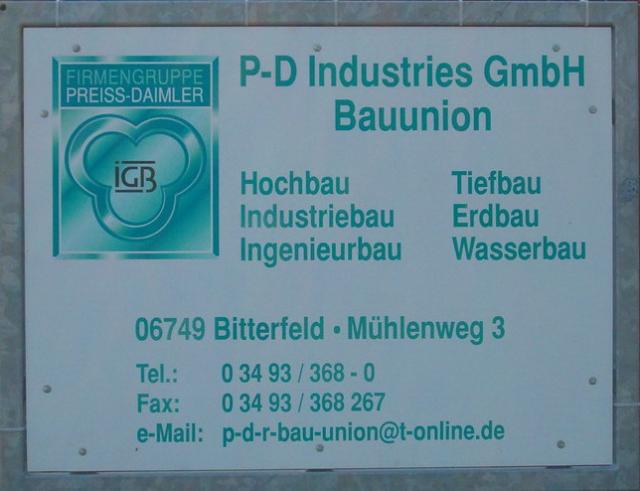 FIRMENGRUPPE
PREISS-DAIMLER
IGB
P-D Industries GmbH
Bauunion
Hochbau Tiefbau
Industriebau Erdbau
Ingenieurbau Wasserbau
06749 Bitterfeld • Mühlenweg 3
Tel.: 0 34 93 / 368 - 0
Fax: 0 34 93 / 368 267
e-Mail: p-d-r-bau-union@t-online.de